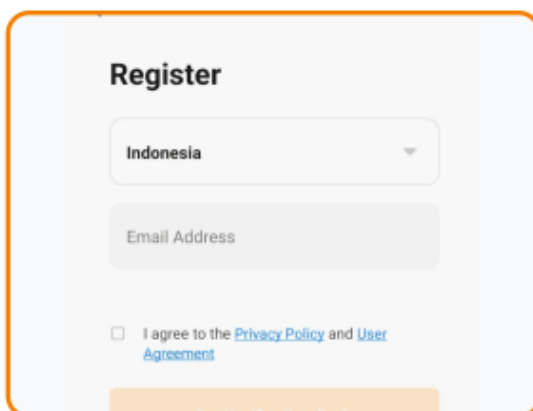 Register
Indonesia
Email Address
I agree to the Privacy Policy and User
Agreement